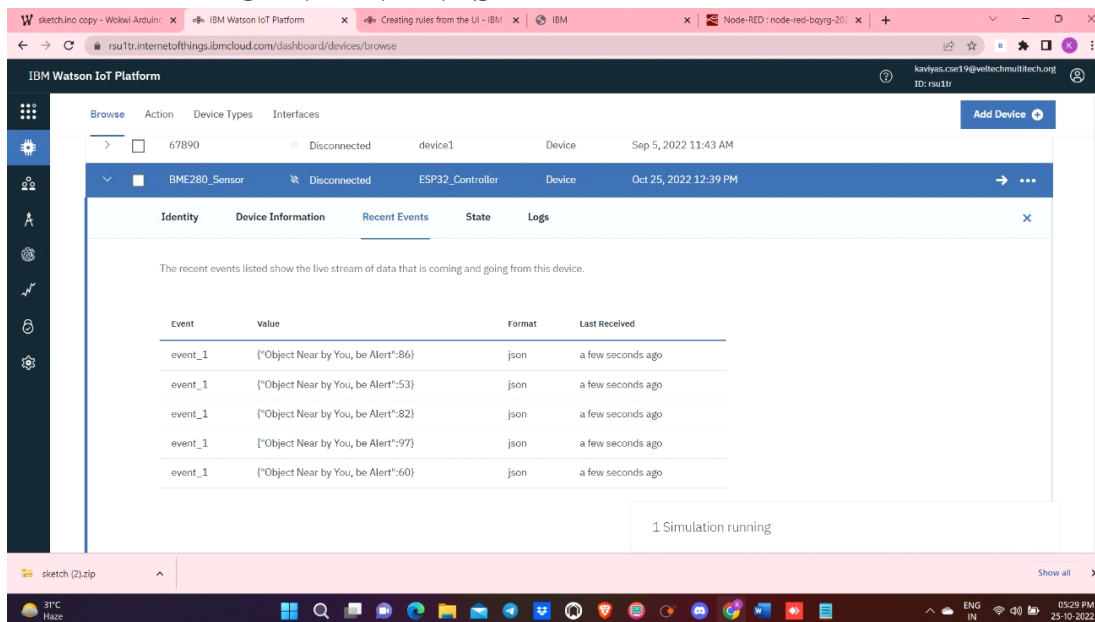 sketch.ino copy - Wokwi Arduino
IBM Watson IoT Platform
Creating rules from the UI - IBM
IBM
Node-RED : node-red-bqyrg-202
rsu1tr.internetofthings.ibmcloud.com/dashboard/devices/browse
IBM Watson IoT Platform
kaviyas.cse19@veltechmultitech.org
ID: rsu1tr
Browse Action Device Types Interfaces
Add Device
67890 Disconnected device1 Device Sep 5, 2022 11:43 AM
BME280_Sensor Disconnected ESP32_Controller Device Oct 25, 2022 12:39 PM
Identity Device Information Recent Events State Logs
The recent events listed show the live stream of data that is coming and going from this device.
Event Value Format Last Received
event_1 {"Object Near by You, be Alert":86} json a few seconds ago
event_1 {"Object Near by You, be Alert":53} json a few seconds ago
event_1 {"Object Near by You, be Alert":82} json a few seconds ago
event_1 {"Object Near by You, be Alert":97} json a few seconds ago
event_1 {"Object Near by You, be Alert":60} json a few seconds ago
1 Simulation running
sketch (2).zip
Show all
31°C
Haze
ENG
IN
05:29 PM
25-10-2022